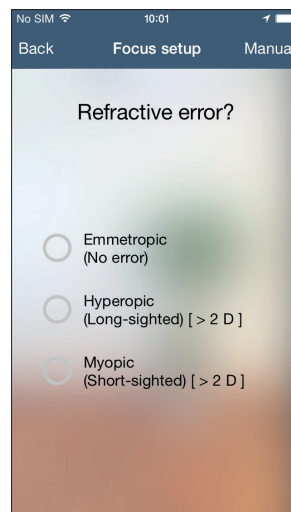 No SIM 10:01
Back Focus setup Manua
Refractive error?
Emmetropic
(No error)
Hyperopic
(Long-sighted) [ > 2 D ]
Myopic
(Short-sighted) [ > 2 D ]